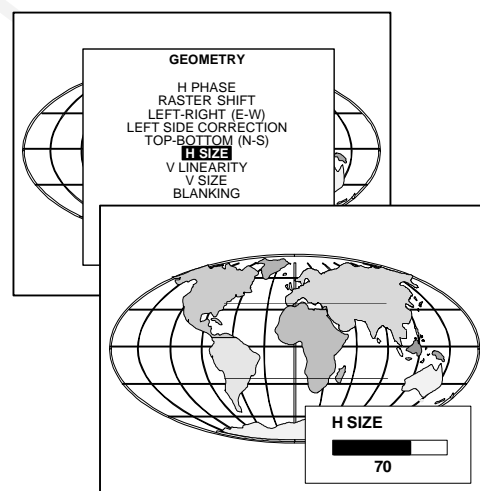 GEOMETRY
H PHASE
RASTER SHIFT
LEFT-RIGHT (E-W)
LEFT SIDE CORRECTION
TOP-BOTTOM (N-S)
H SIZE
V LINEARITY
V SIZE
BLANKING
H SIZE
70